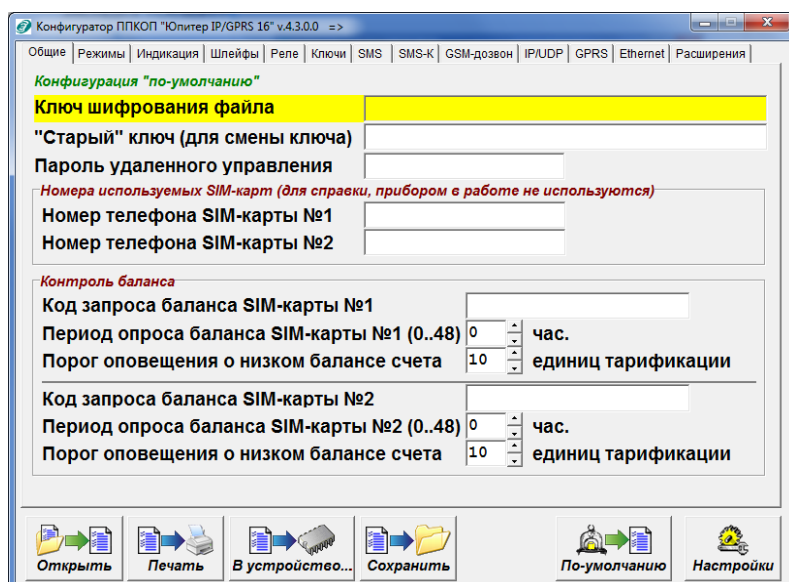 Конфигуратор ППКОП "Юпитер IP/GPRS 16" v.4.3.0.0 =>
Общие Режимы Индикация Шлейфы Реле Ключи SMS SMS-К GSM-дозвон IP/UDP GPRS Ethernet Расширения
Конфигурация "по-умолчанию"
Ключ шифрования файла
"Старый" ключ (для смены ключа)
Пароль удаленного управления
Номера используемых SIM-карт (для справки, прибором в работе не используются)
Номер телефона SIM-карты №1
Номер телефона SIM-карты №2
Контроль баланса
Код запроса баланса SIM-карты №1
Период опроса баланса SIM-карты №1 (0..48) 0 час.
Порог оповещения о низком балансе счета 10 единиц тарификации
Код запроса баланса SIM-карты №2
Период опроса баланса SIM-карты №2 (0..48) 0 час.
Порог оповещения о низком балансе счета 10 единиц тарификации
Открыть Печать В устройство... Сохранить По-умолчанию Настройки